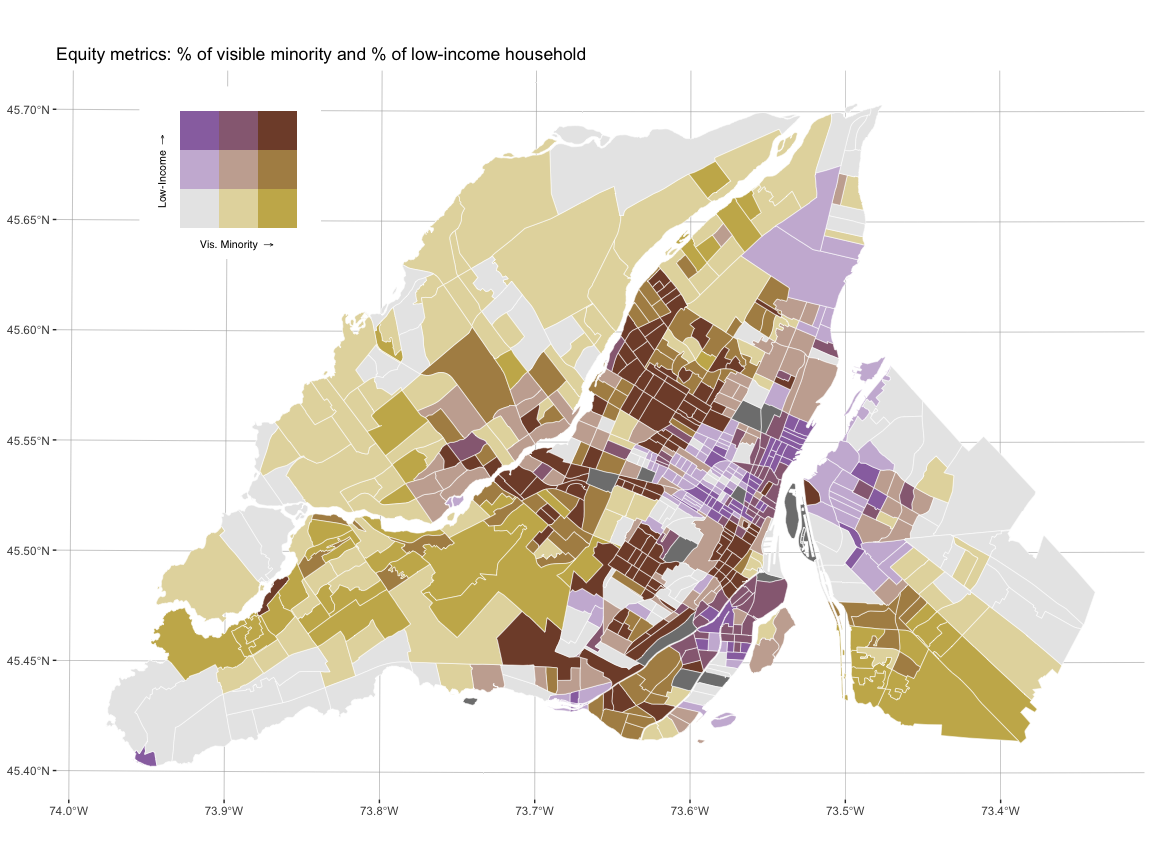 Equity metrics: % of visible minority and % of low-income household
45.70°N
45.65°N
45.60°N
45.55°N
45.50°N
45.45°N
45.40°N
Low-Income →
Vis. Minority →
74.0°W 73.9°W 73.8°W 73.7°W 73.6°W 73.5°W 73.4°W